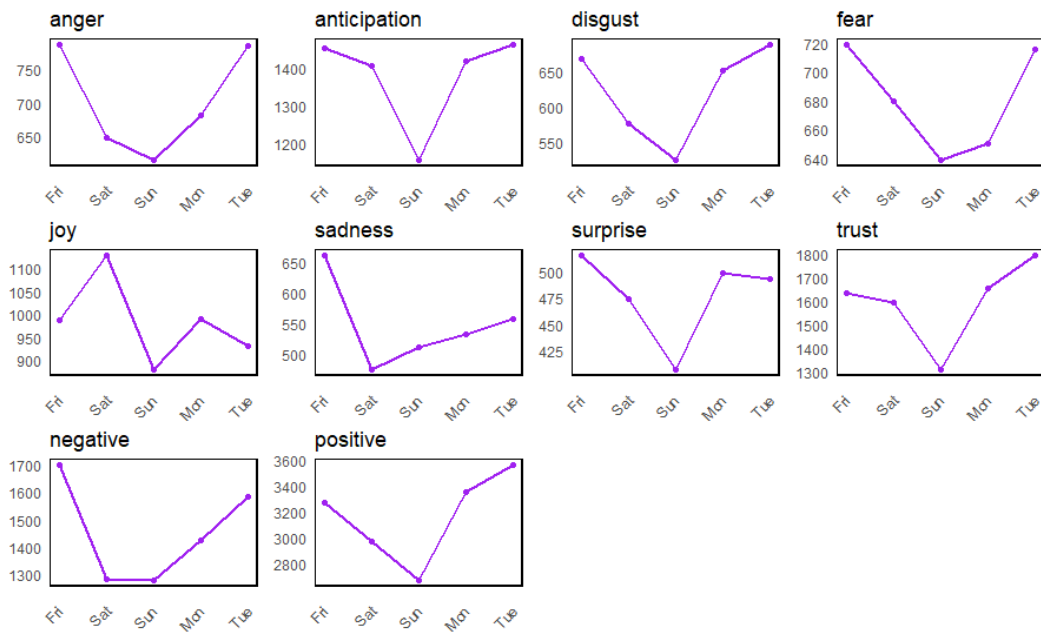 anger anticipation disgust fear
750 1400 650 720
700 1300 600 700
650 1200 550 680
660
640
Fri Sat Sun Mon Tue Fri Sat Sun Mon Tue Fri Sat Sun Mon Tue Fri Sat Sun Mon Tue
joy sadness surprise trust
1100 650 500 1800
1050 600 475 1700
1000 550 450 1600
950 500 425 1500
900 1400
1300
Fri Sat Sun Mon Tue Fri Sat Sun Mon Tue Fri Sat Sun Mon Tue Fri Sat Sun Mon Tue
negative positive
1700 3600
1600 3400
1500 3200
1400 3000
1300 2800
Fri Sat Sun Mon Tue Fri Sat Sun Mon Tue